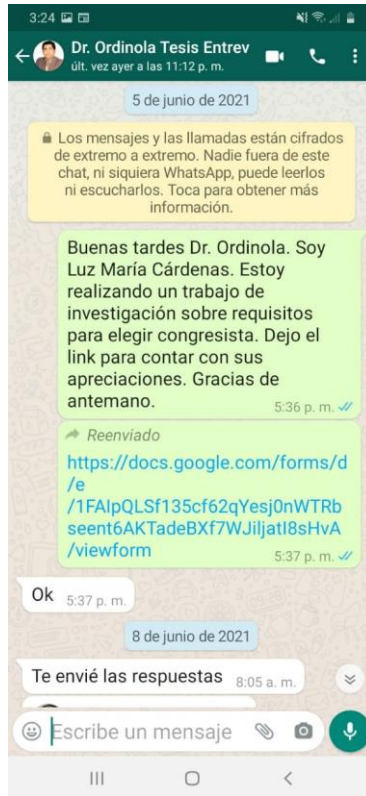 3:24
Dr. Ordinola Tesis Entrev
últ. vez ayer a las 11:12 p. m.
5 de junio de 2021
Los mensajes y las llamadas están cifrados
de extremo a extremo. Nadie fuera de este
chat, ni siquiera WhatsApp, puede leerlos
ni escucharlos. Toca para obtener más
información.
Buenas tardes Dr. Ordinola. Soy
Luz María Cárdenas. Estoy
realizando un trabajo de
investigación sobre requisitos
para elegir congresista. Dejo el
link para contar con sus
apreciaciones. Gracias de
antemano.
5:36 p. m.
Reenviado
https://docs.google.com/forms/d
/e
/1FAIpQLSf135cf62qYesj0nWTRb
seent6AKTadeBXf7WJiljatI8sHvA
/viewform
5:37 p. m.
Ok 5:37 p. m.
8 de junio de 2021
Te envié las respuestas 8:05 a. m.
Escribe un mensaje